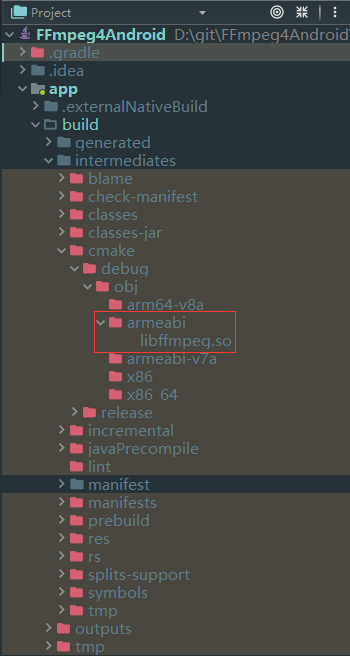 Project
FFmpeg4Android D:\git\FFmpeg4Android
.gradle
.idea
app
.externalNativeBuild
build
generated
intermediates
blame
check-manifest
classes
classes-jar
cmake
debug
obj
arm64-v8a
armeabi
libffmpeg.so
armeabi-v7a
x86
x86_64
release
incremental
javaPrecompile
lint
manifest
manifests
prebuild
res
rs
splits-support
symbols
tmp
outputs
tmp